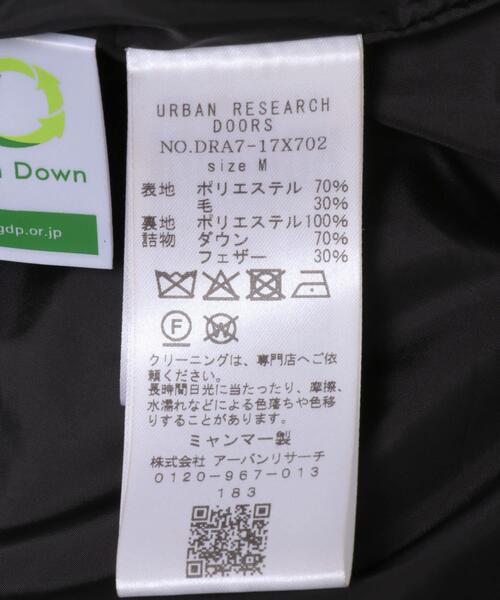 n Down
gdp.or.jp
URBAN RESEARCH
DOORS
NO.DRA7-17X702
size M
表地 ポリエステル 70%
毛 30%
裏地 ポリエステル100%
詰物 ダウン 70%
フェザー 30%
F W
クリーニングは、専門店へご依
頼ください。
長時間日光に当たったり、摩擦、
水濡れなどによる色落ちや色移
りすることがあります。
ミャンマー製
株式会社 アーバンリサーチ
0120-967-013
183